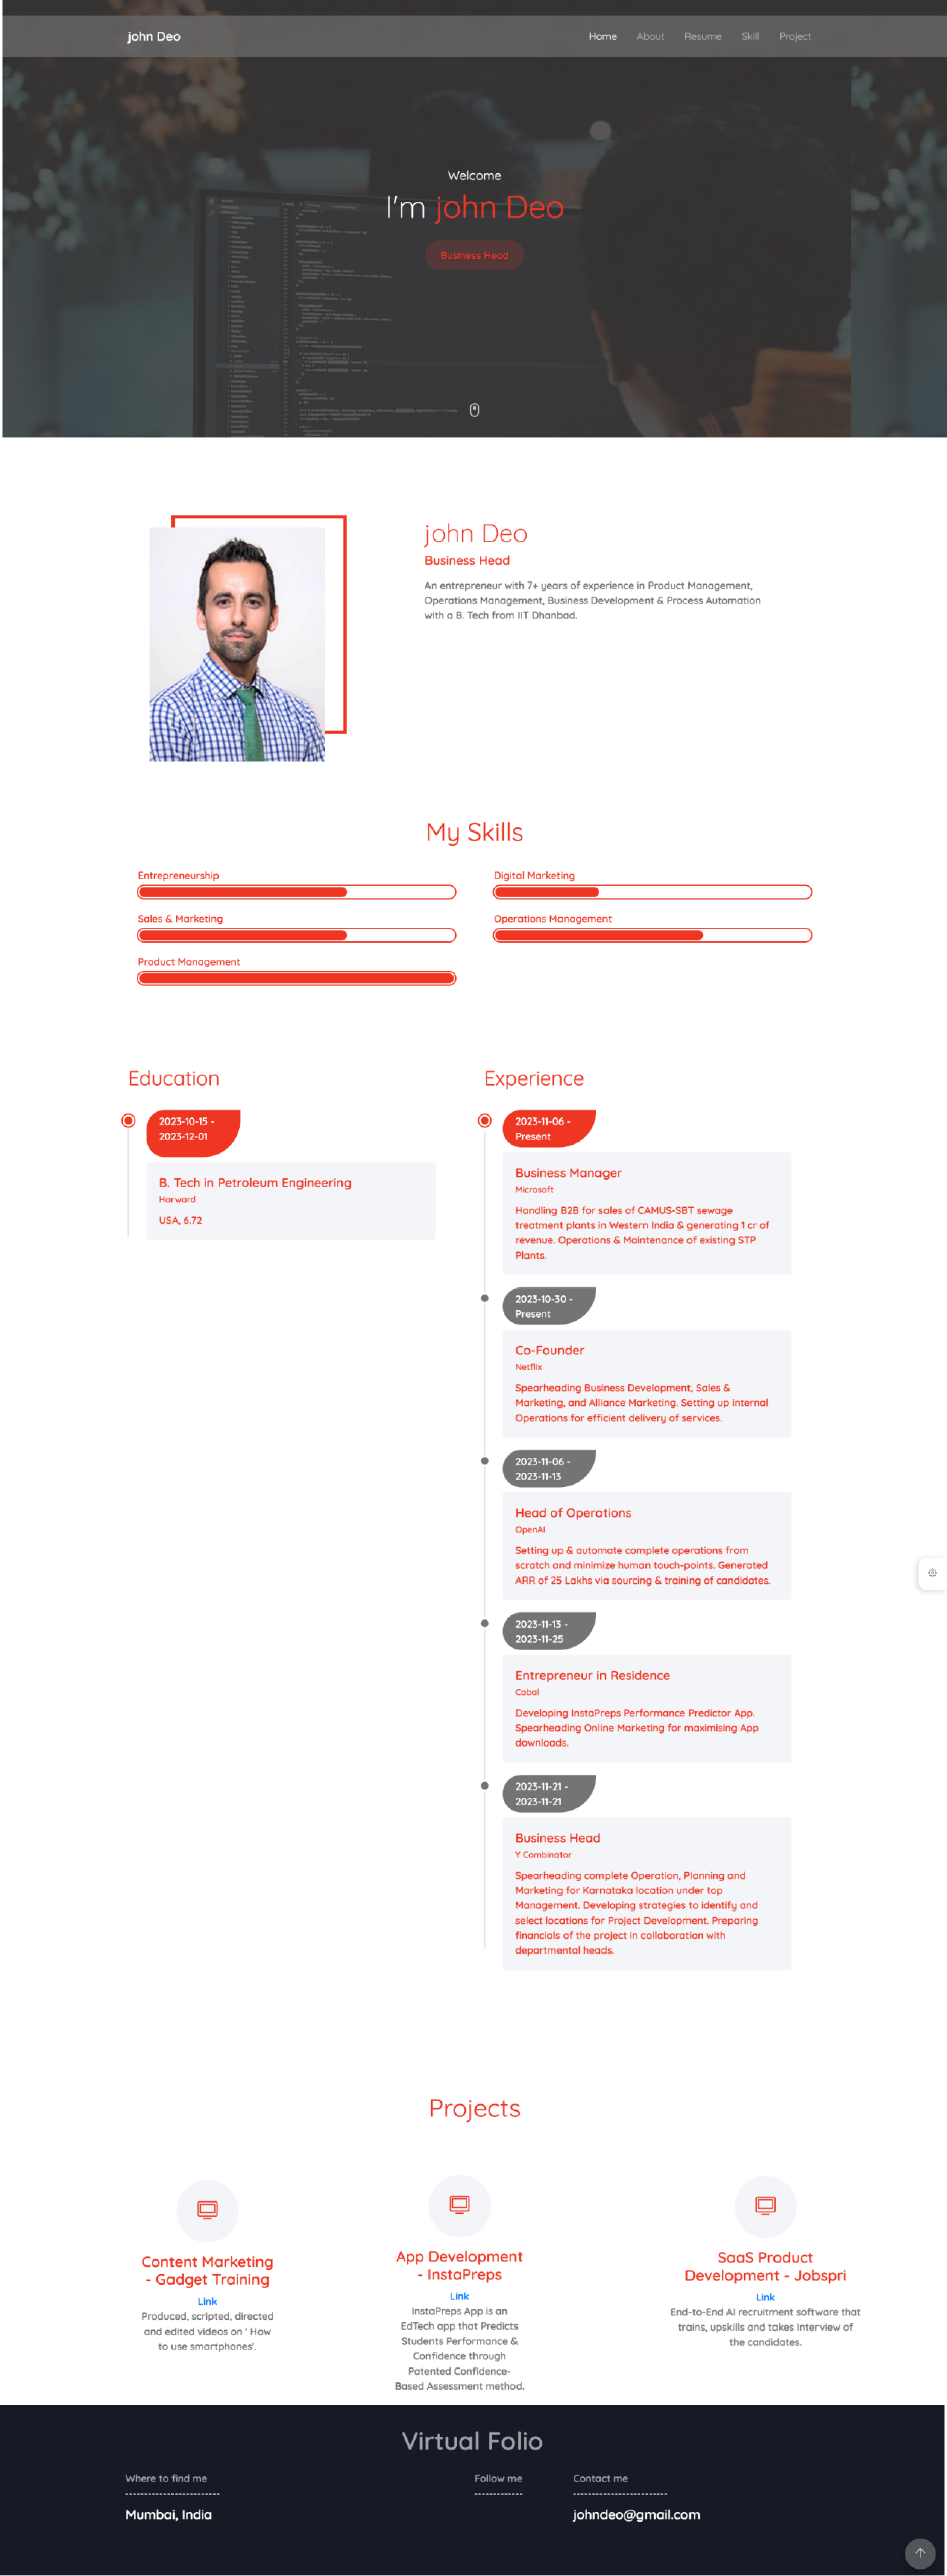 john Deo
Home About Resume Skill Project
Welcome
I'm john Deo
Business Head
john Deo
Business Head
An entrepreneur with 7+ years of experience in Product Management,
Operations Management, Business Development & Process Automation
with a B. Tech from IIT Dhanbad.
My Skills
Entrepreneurship
Digital Marketing
Sales & Marketing
Operations Management
Product Management
Education
2023-10-15 -
2023-12-01
B. Tech in Petroleum Engineering
Harward
USA, 6.72
Experience
2023-11-06 -
Present
Business Manager
Microsoft
Handling B2B for sales of CAMUS-SBT sewage
treatment plants in Western India & generating 1 cr of
revenue. Operations & Maintenance of existing STP
Plants.
2023-10-30 -
Present
Co-Founder
Netflix
Spearheading Business Development, Sales &
Marketing, and Alliance Marketing. Setting up internal
Operations for efficient delivery of services.
2023-11-06 -
2023-11-13
Head of Operations
OpenAI
Setting up & automate complete operations from
scratch and minimize human touch-points. Generated
ARR of 25 Lakhs via sourcing & training of candidates.
2023-11-13 -
2023-11-25
Entrepreneur in Residence
Cabal
Developing InstaPreps Performance Predictor App.
Spearheading Online Marketing for maximising App
downloads.
2023-11-21 -
2023-11-21
Business Head
Y Combinator
Spearheading complete Operation, Planning and
Marketing for Karnataka location under top
Management. Developing strategies to identify and
select locations for Project Development. Preparing
financials of the project in collaboration with
departmental heads.
Projects
Content Marketing
- Gadget Training
Link
Produced, scripted, directed
and edited videos on ' How
to use smartphones'.
App Development
- InstaPreps
Link
InstaPreps App is an
EdTech app that Predicts
Students Performance &
Confidence through
Patented Confidence-
Based Assessment method.
SaaS Product
Development - Jobspri
Link
End-to-End AI recruitment software that
trains, upskills and takes Interview of
the candidates.
Virtual Folio
Where to find me
Mumbai, India
Follow me
Contact me
johndeo@gmail.com